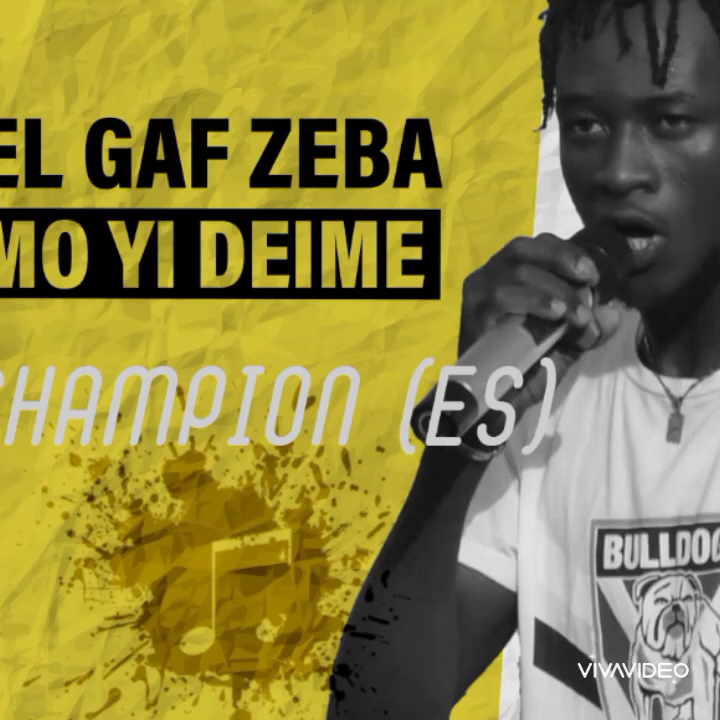 EL GAF ZEBA
MO YI DEIME
CHAMPION (ES)
BULLDOG
VIVAVIDEO